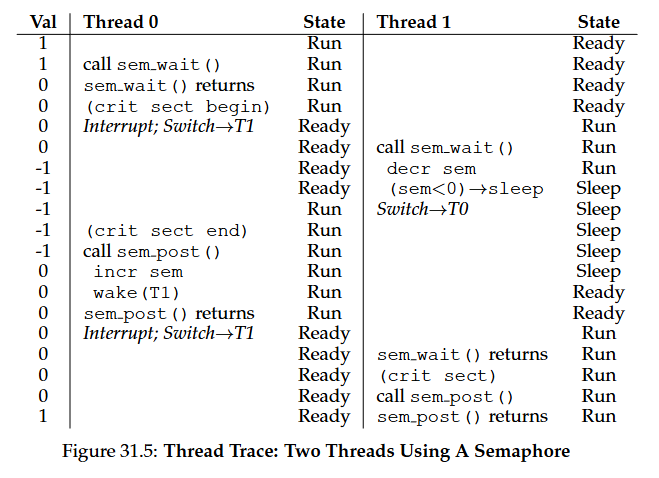 Val Thread 0 State Thread 1 State
1 Run Ready
1 call sem_wait() Run Ready
0 sem_wait() returns Run Ready
0 (crit sect begin) Run Ready
0 Interrupt; Switch→T1 Ready Run
0 Ready call sem_wait() Run
-1 Ready decr sem Run
-1 Ready (sem<0)→sleep Sleep
-1 Run Switch→T0 Sleep
-1 (crit sect end) Run Sleep
-1 call sem_post() Run Sleep
0 incr sem Run Sleep
0 wake(T1) Run Ready
0 sem_post() returns Run Ready
0 Interrupt; Switch→T1 Ready Run
0 Ready sem_wait() returns Run
0 Ready (crit sect) Run
0 Ready call sem_post() Run
1 Ready sem_post() returns Run
Figure 31.5: Thread Trace: Two Threads Using A Semaphore